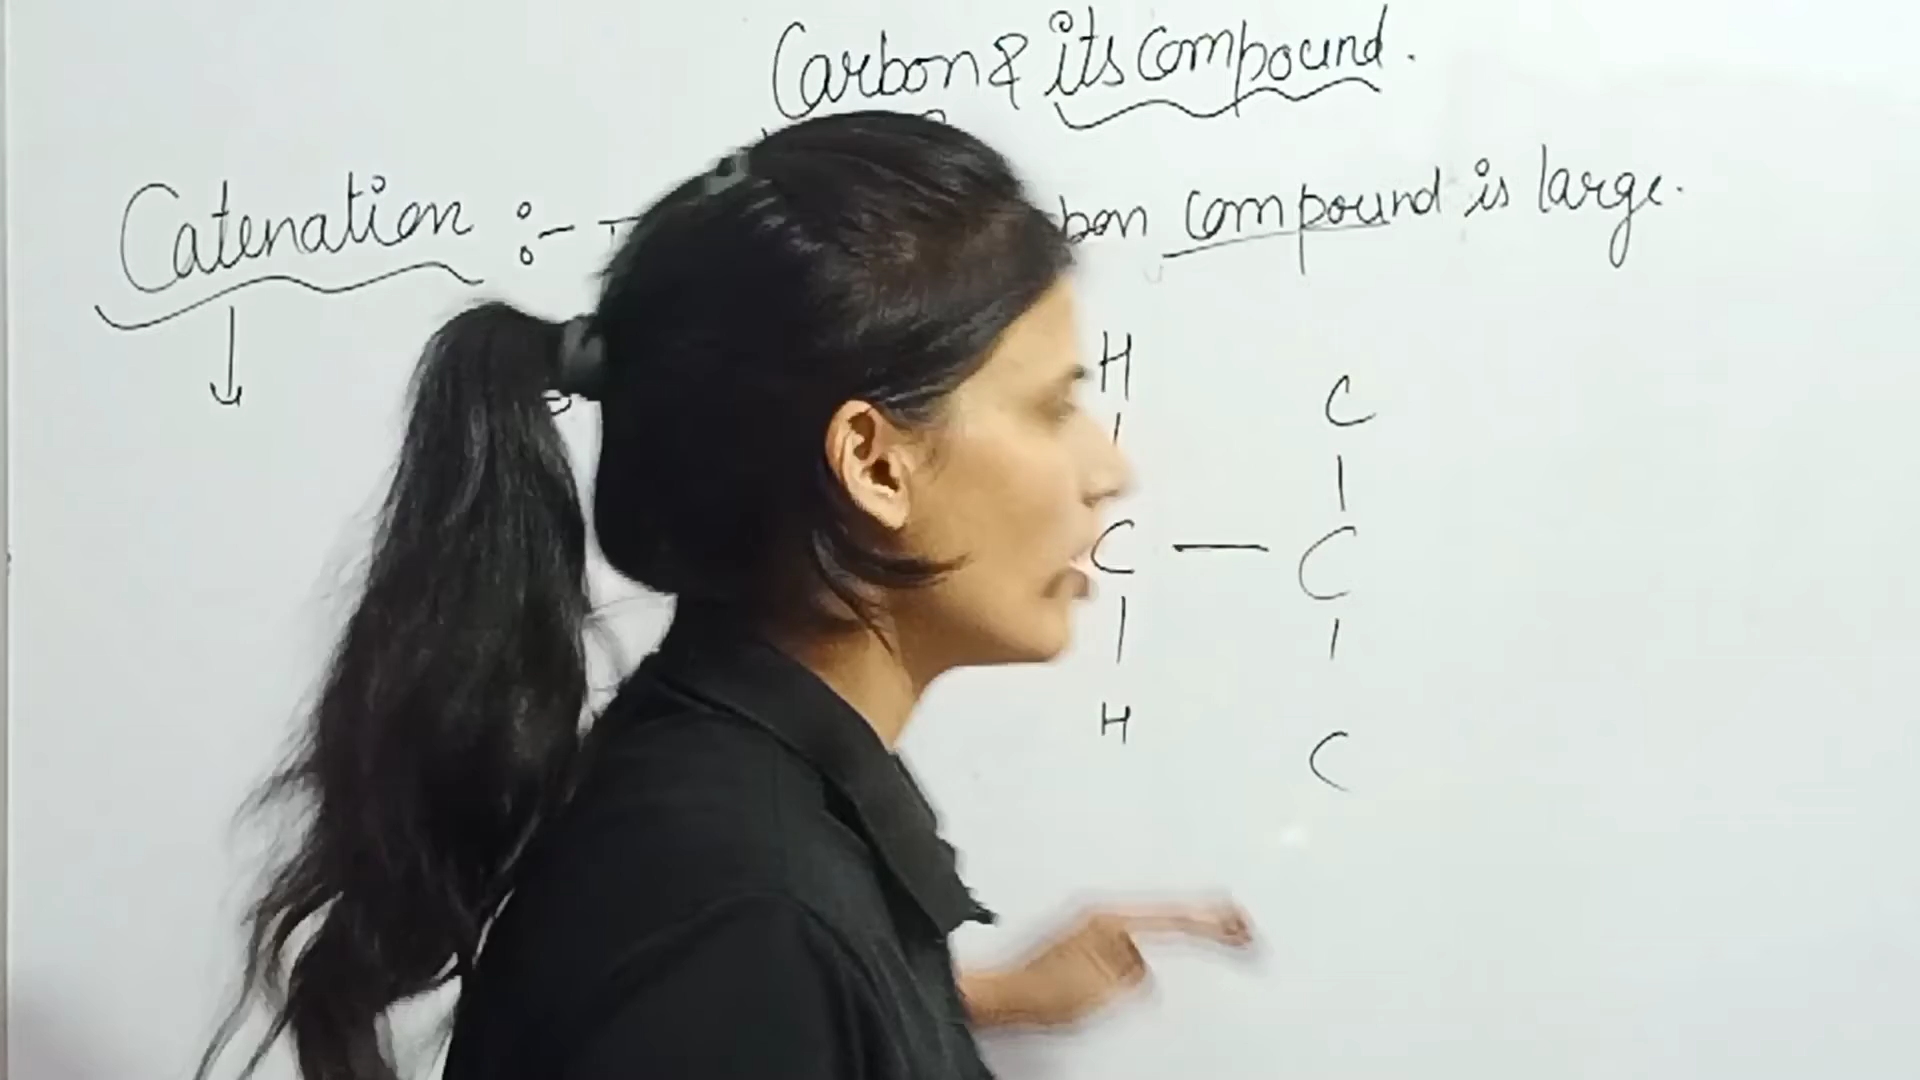 Carbon & its compound.
Catenation :- bon compound is large.
H
C
C — C
H
C